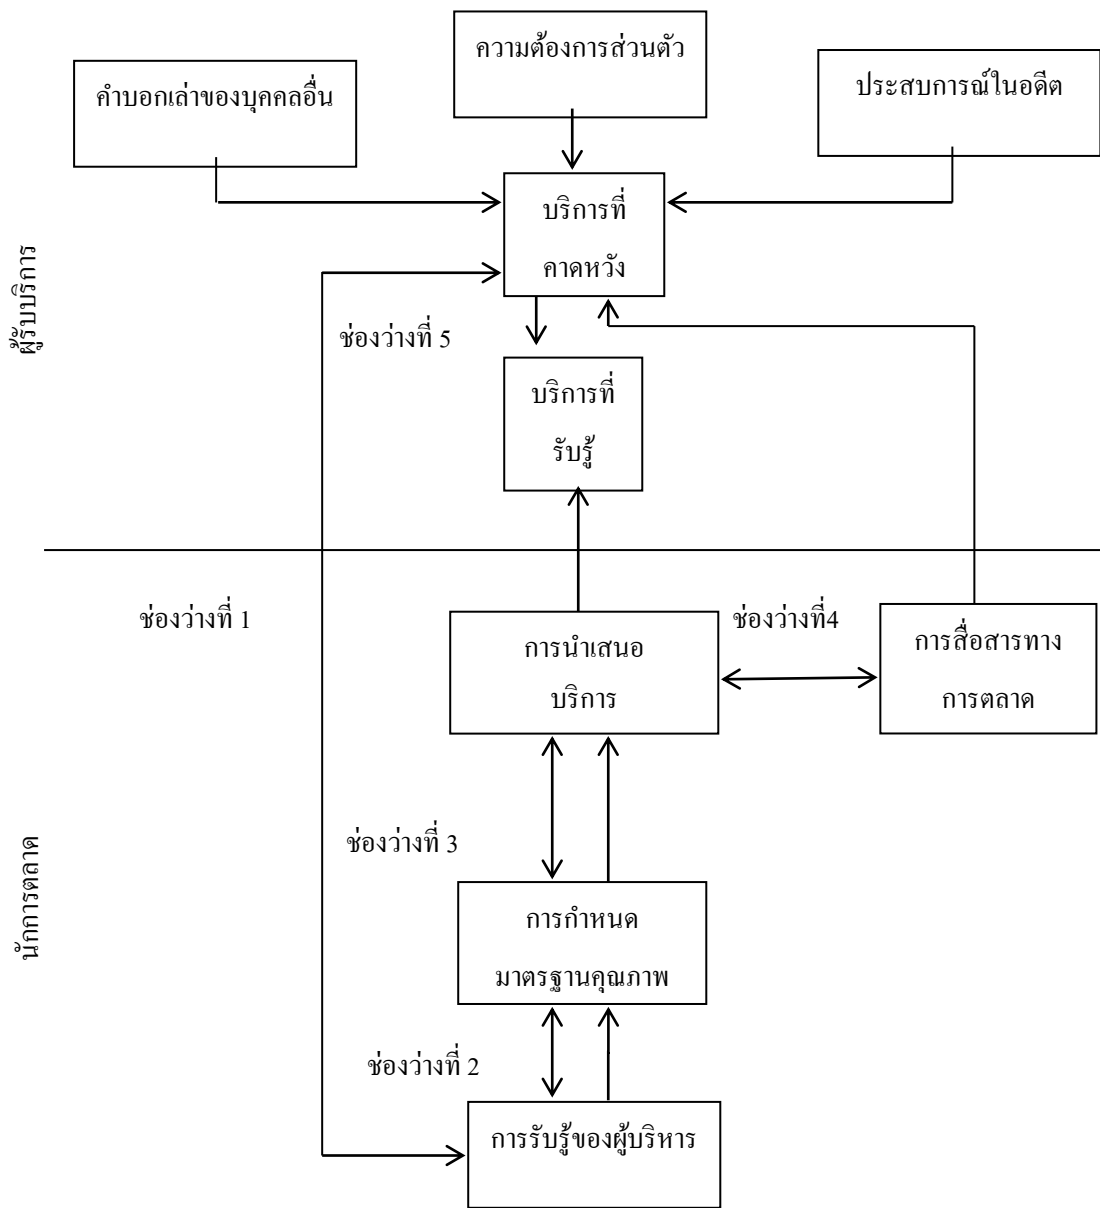 ความต้องการส่วนตัว
คำบอกเล่าของบุคคลอื่น
ประสบการณ์ในอดีต
บริการที่
คาดหวัง
ผู้รับบริการ
ช่องว่างที่ 5
บริการที่
รับรู้
ช่องว่างที่ 1
การนำเสนอ
บริการ
ช่องว่างที่4
การสื่อสารทาง
การตลาด
นักการตลาด
ช่องว่างที่ 3
การกำหนด
มาตรฐานคุณภาพ
ช่องว่างที่ 2
การรับรู้ของผู้บริหาร